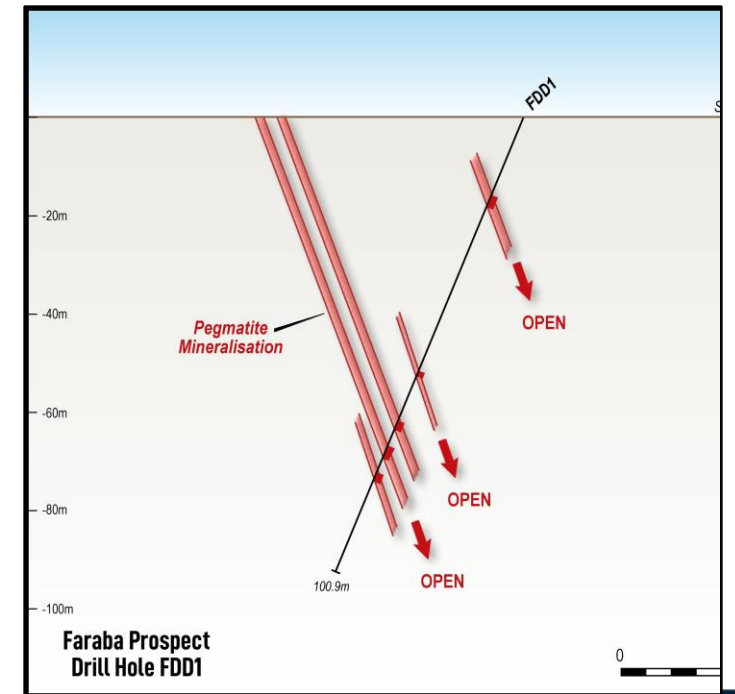 FDD1
S
-20m
-40m
-60m
-80m
-100m
Pegmatite
Mineralisation
OPEN
OPEN
OPEN
100.9m
Faraba Prospect
Drill Hole FDD1
0